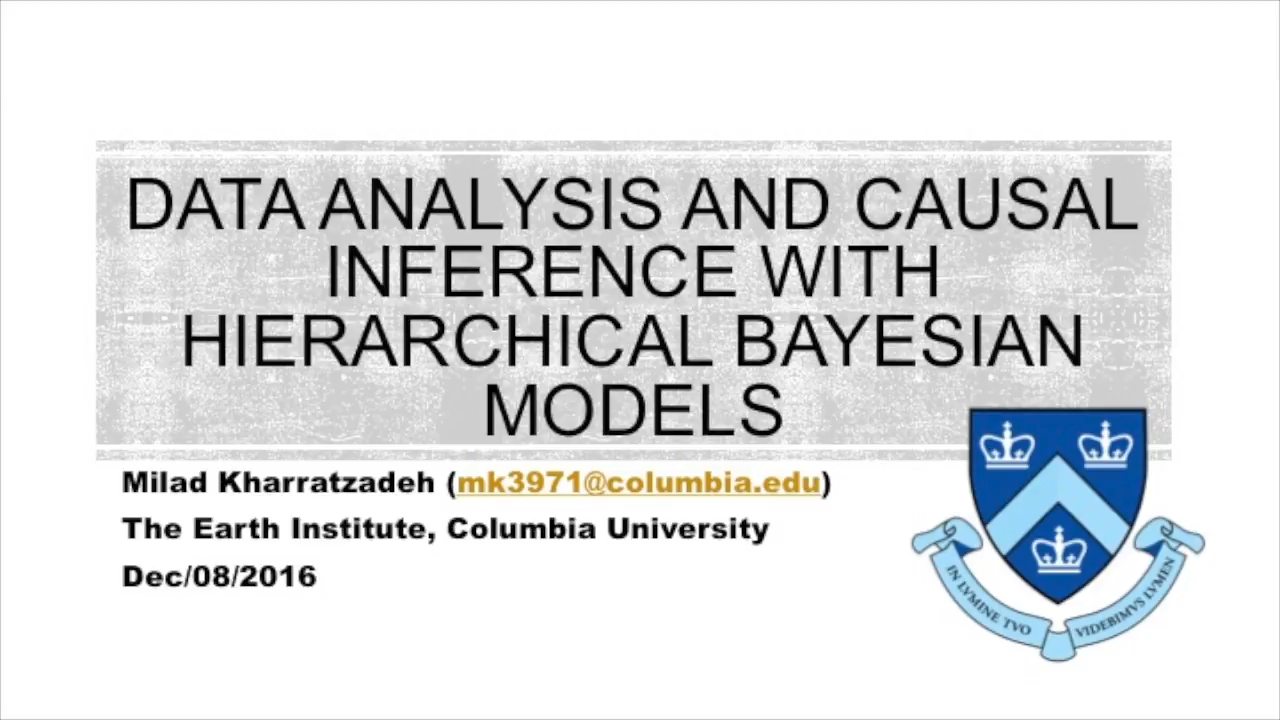 DATA ANALYSIS AND CAUSAL
INFERENCE WITH
HIERARCHICAL BAYESIAN
MODELS
Milad Kharratzadeh (mk3971@columbia.edu)
The Earth Institute, Columbia University
Dec/08/2016
IN LVMINE TVO
VIDEBIMVS LVMEN